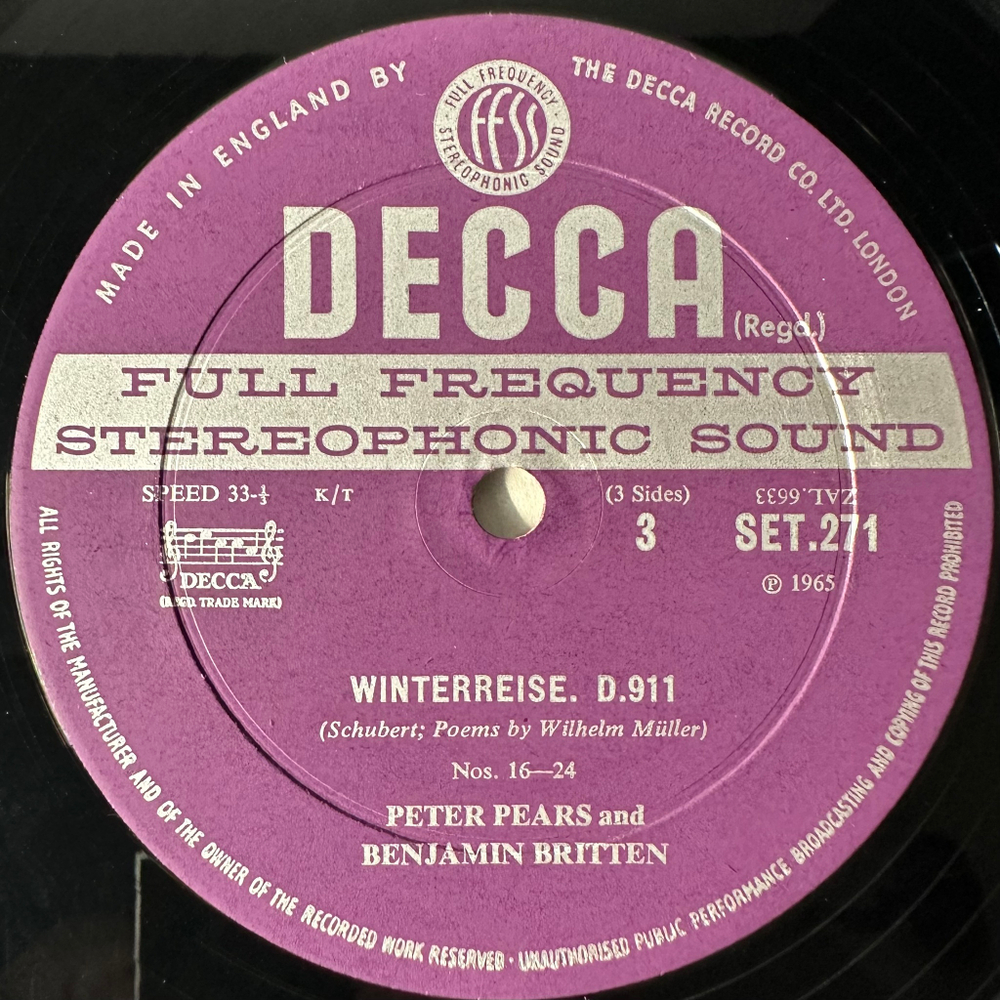 MADE IN ENGLAND BY
THE DECCA RECORD CO. LTD. LONDON
FULL FREQUENCY
STEREOPHONIC SOUND
FFSS
DECCA
(Regd.)
FULL FREQUENCY
STEREOPHONIC SOUND
SPEED 33-⅓ K/T
(3 Sides) ZAL.6633
3 SET.271
DECCA
(REGD. TRADE MARK)
℗ 1965
WINTERREISE. D.911
(Schubert; Poems by Wilhelm Müller)
Nos. 16—24
PETER PEARS and
BENJAMIN BRITTEN
ALL RIGHTS OF THE MANUFACTURER AND OF THE OWNER OF THE RECORDED WORK RESERVED · UNAUTHORISED PUBLIC PERFORMANCE BROADCASTING AND COPYING OF THIS RECORD PROHIBITED